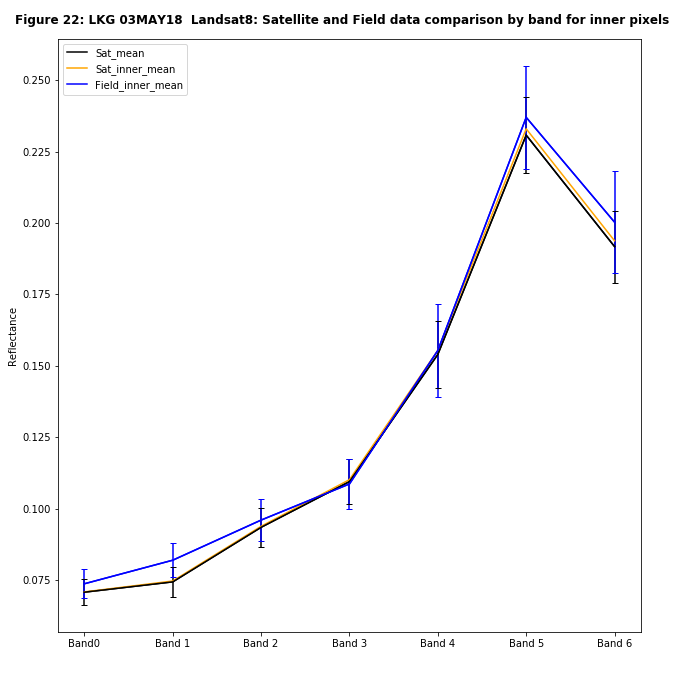 Figure 22: LKG 03MAY18  Landsat8: Satellite and Field data comparison by band for inner pixels
Sat_mean
Sat_inner_mean
Field_inner_mean
0.250
0.225
0.200
0.175
0.150
0.125
0.100
0.075
Reflectance
Band0 Band 1 Band 2 Band 3 Band 4 Band 5 Band 6